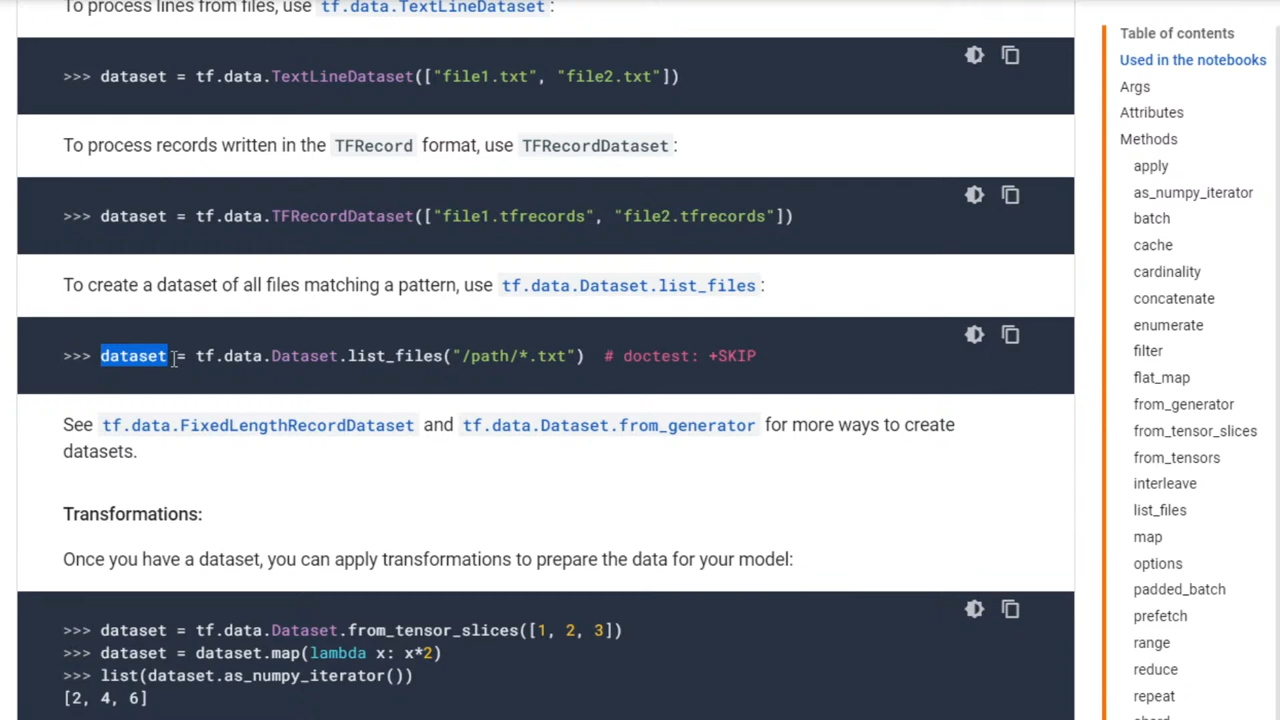 To process lines from files, use tf.data.TextLineDataset:
>>> dataset = tf.data.TextLineDataset(["file1.txt", "file2.txt"])
To process records written in the TFRecord format, use TFRecordDataset:
>>> dataset = tf.data.TFRecordDataset(["file1.tfrecords", "file2.tfrecords"])
To create a dataset of all files matching a pattern, use tf.data.Dataset.list_files:
>>> dataset = tf.data.Dataset.list_files("/path/*.txt")  # doctest: +SKIP
See tf.data.FixedLengthRecordDataset and tf.data.Dataset.from_generator for more ways to create
datasets.
Transformations:
Once you have a dataset, you can apply transformations to prepare the data for your model:
>>> dataset = tf.data.Dataset.from_tensor_slices([1, 2, 3])
>>> dataset = dataset.map(lambda x: x*2)
>>> list(dataset.as_numpy_iterator())
[2, 4, 6]
Table of contents
Used in the notebooks
Args
Attributes
Methods
apply
as_numpy_iterator
batch
cache
cardinality
concatenate
enumerate
filter
flat_map
from_generator
from_tensor_slices
from_tensors
interleave
list_files
map
options
padded_batch
prefetch
range
reduce
repeat